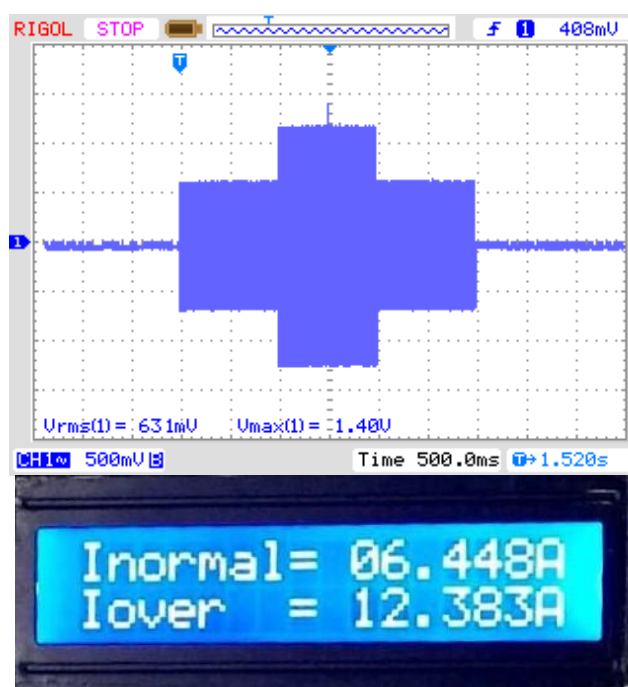 RIGOL STOP T f 1 408mV
T
1
Vrms(1)= 631mV Vmax(1)= 1.40V
CH1~ 500mV B Time 500.0ms T→1.520s
Inormal= 06.448A
Iover = 12.383A